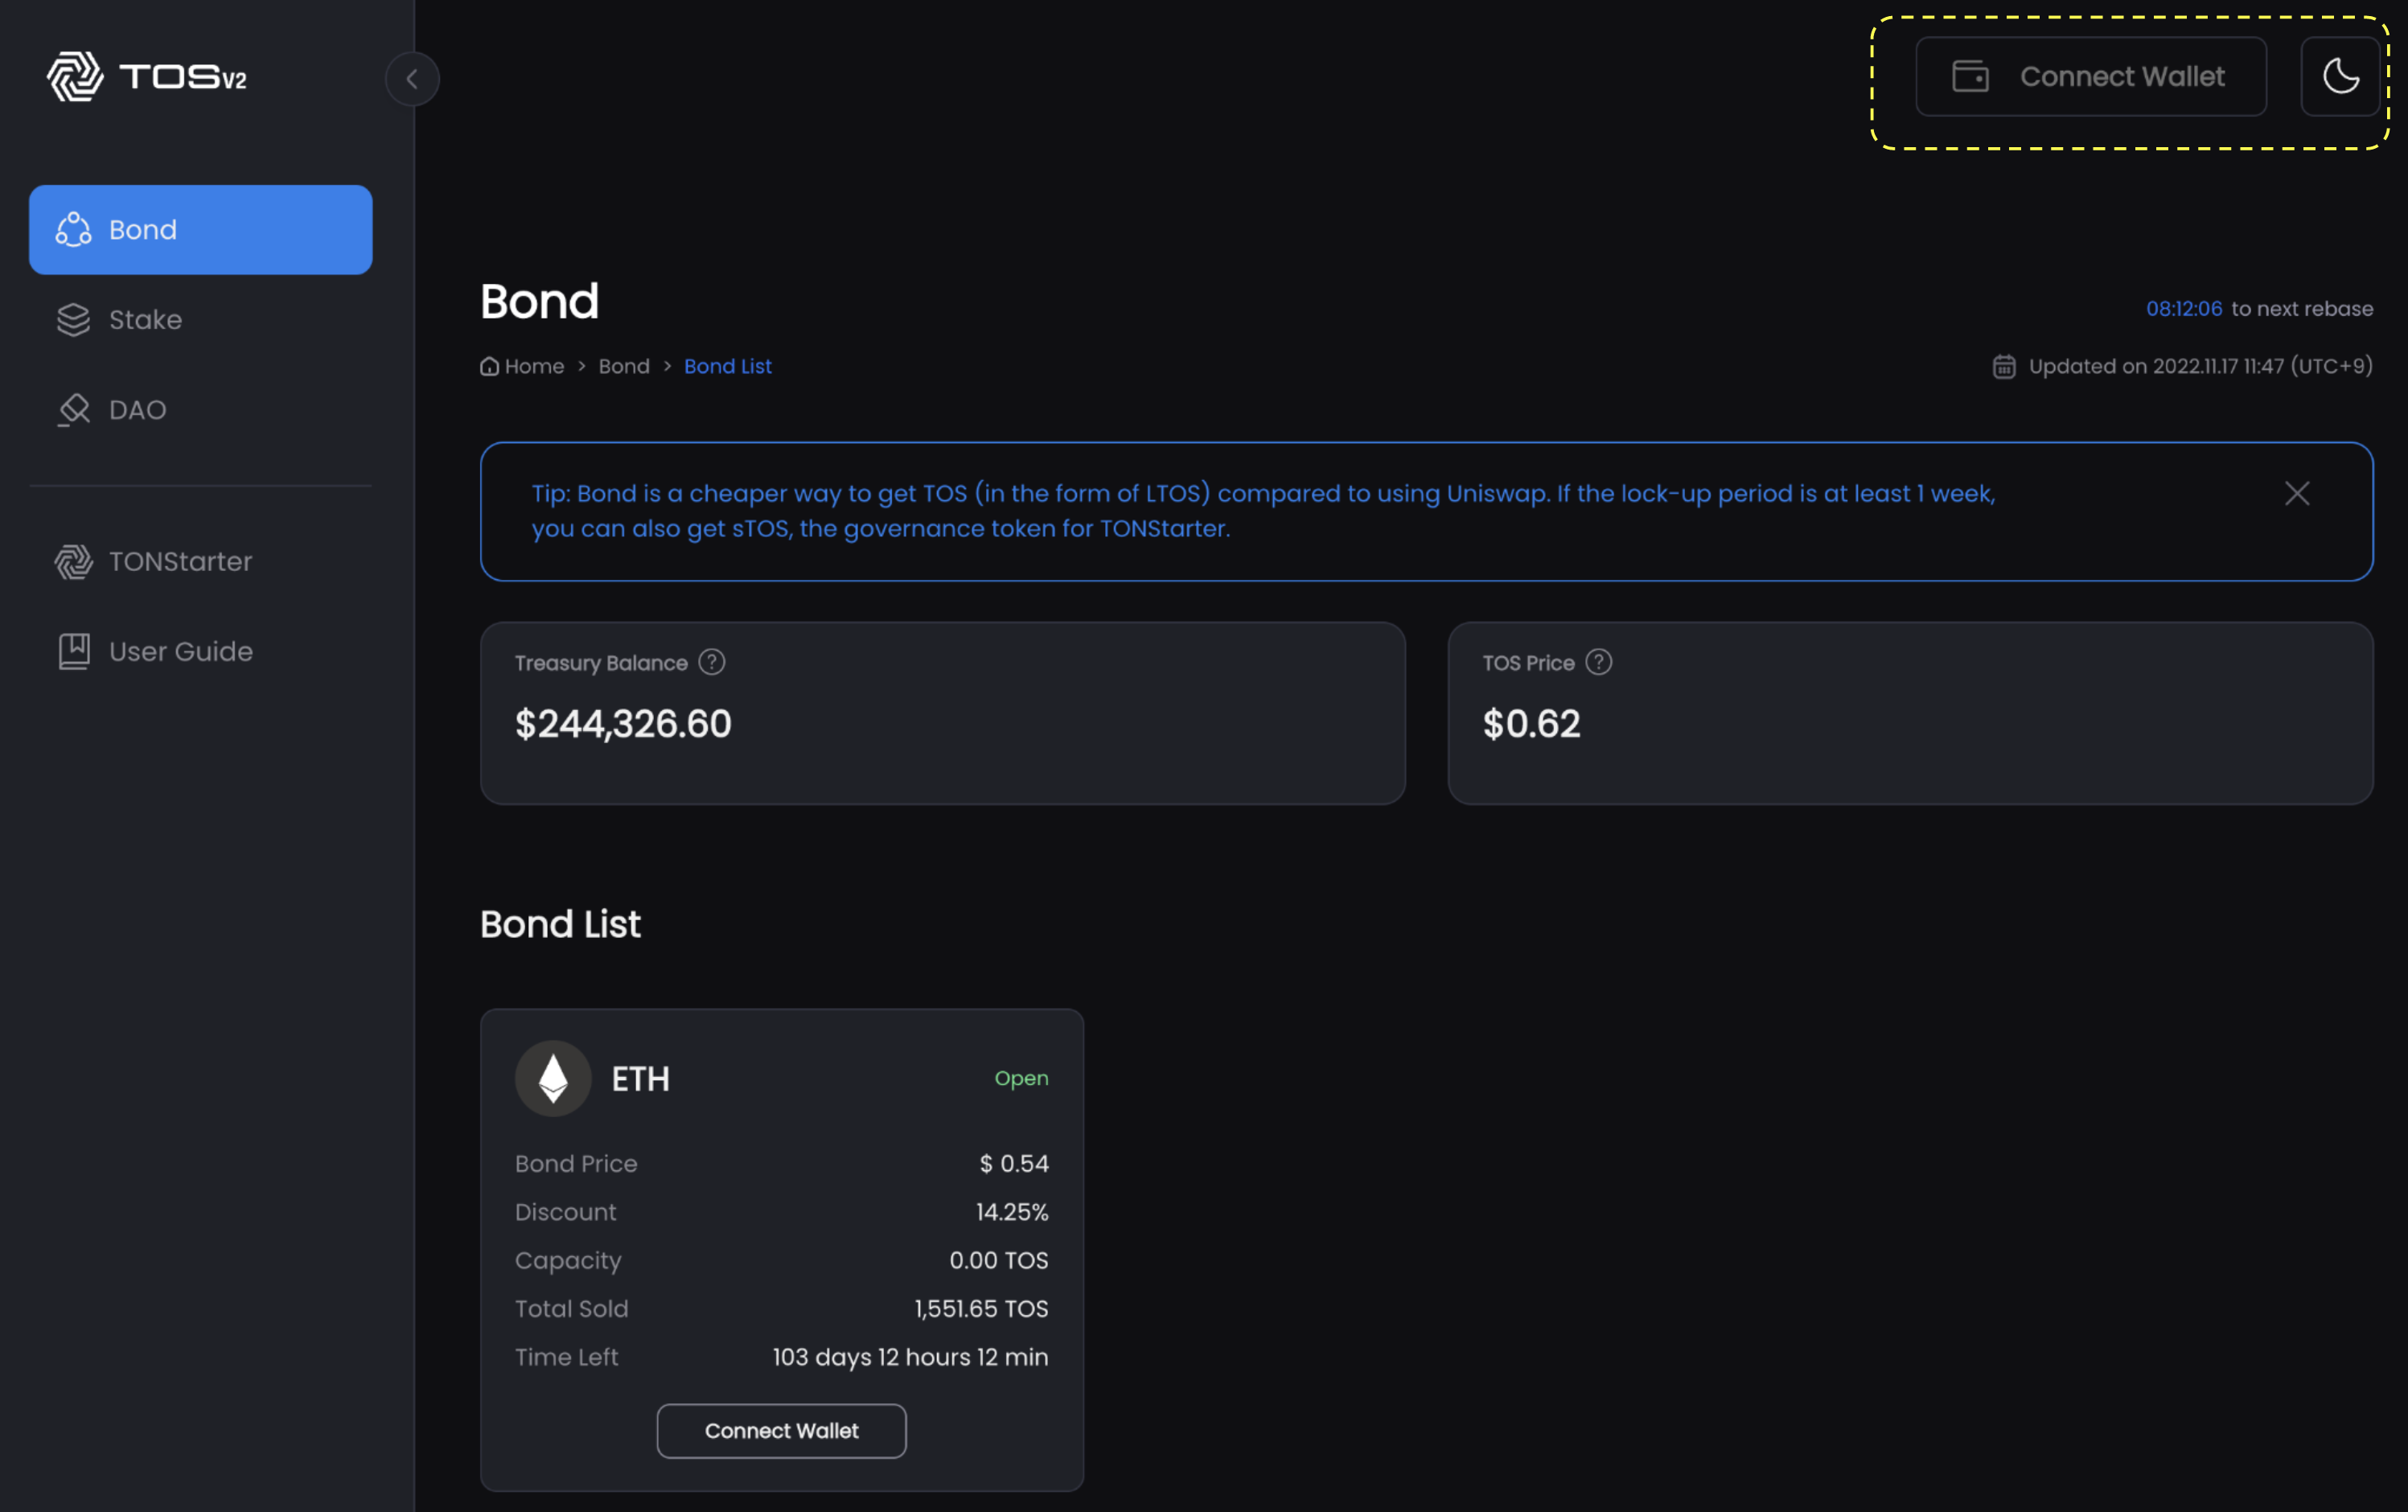 TOSV2
Connect Wallet
Bond
Stake
DAO
TONStarter
User Guide
Bond
08:12:06 to next rebase
Home > Bond > Bond List
Updated on 2022.11.17 11:47 (UTC+9)
Tip: Bond is a cheaper way to get TOS (in the form of LTOS) compared to using Uniswap. If the lock-up period is at least 1 week,
you can also get sTOS, the governance token for TONStarter.
Treasury Balance ?
$244,326.60
TOS Price ?
$0.62
Bond List
ETH
Open
Bond Price $ 0.54
Discount 14.25%
Capacity 0.00 TOS
Total Sold 1,551.65 TOS
Time Left 103 days 12 hours 12 min
Connect Wallet